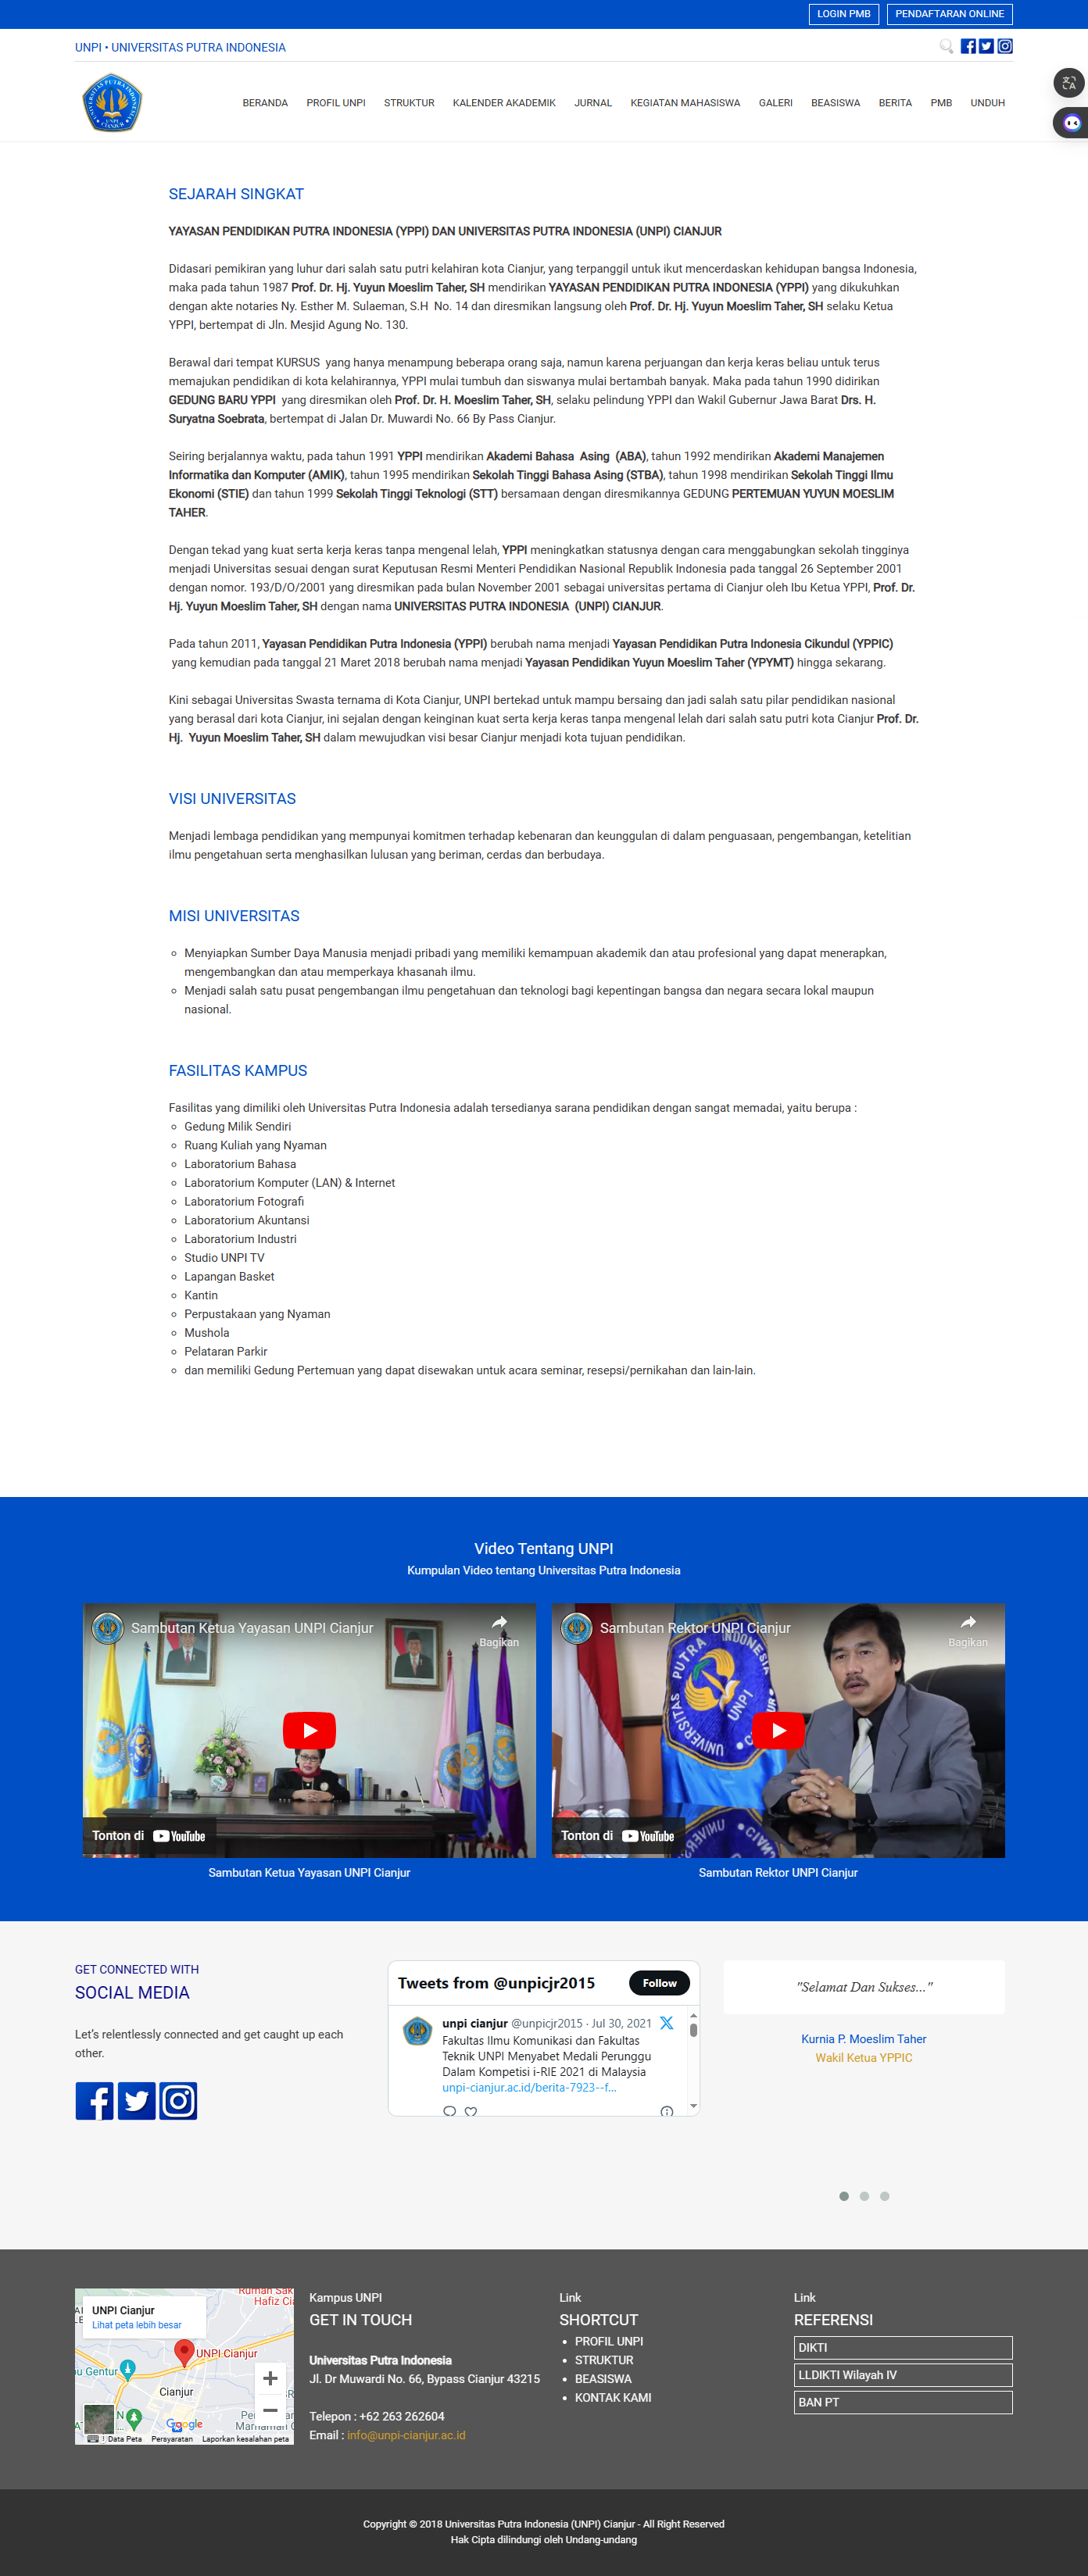 LOGIN PMB
PENDAFTARAN ONLINE
UNPI • UNIVERSITAS PUTRA INDONESIA
BERANDA PROFIL UNPI STRUKTUR KALENDER AKADEMIK JURNAL KEGIATAN MAHASISWA GALERI BEASISWA BERITA PMB UNDUH
SEJARAH SINGKAT
YAYASAN PENDIDIKAN PUTRA INDONESIA (YPPI) DAN UNIVERSITAS PUTRA INDONESIA (UNPI) CIANJUR
Didasari pemikiran yang luhur dari salah satu putri kelahiran kota Cianjur, yang terpanggil untuk ikut mencerdaskan kehidupan bangsa Indonesia,
maka pada tahun 1987 Prof. Dr. Hj. Yuyun Moeslim Taher, SH mendirikan YAYASAN PENDIDIKAN PUTRA INDONESIA (YPPI) yang dikukuhkan
dengan akte notaries Ny. Esther M. Sulaeman, S.H No. 14 dan diresmikan langsung oleh Prof. Dr. Hj. Yuyun Moeslim Taher, SH selaku Ketua
YPPI, bertempat di Jln. Mesjid Agung No. 130.
Berawal dari tempat KURSUS yang hanya menampung beberapa orang saja, namun karena perjuangan dan kerja keras beliau untuk terus
memajukan pendidikan di kota kelahirannya, YPPI mulai tumbuh dan siswanya mulai bertambah banyak. Maka pada tahun 1990 didirikan
GEDUNG BARU YPPI yang diresmikan oleh Prof. Dr. H. Moeslim Taher, SH, selaku pelindung YPPI dan Wakil Gubernur Jawa Barat Drs. H.
Suryatna Soebrata, bertempat di Jalan Dr. Muwardi No. 66 By Pass Cianjur.
Seiring berjalannya waktu, pada tahun 1991 YPPI mendirikan Akademi Bahasa Asing (ABA), tahun 1992 mendirikan Akademi Manajemen
Informatika dan Komputer (AMIK), tahun 1995 mendirikan Sekolah Tinggi Bahasa Asing (STBA), tahun 1998 mendirikan Sekolah Tinggi Ilmu
Ekonomi (STIE) dan tahun 1999 Sekolah Tinggi Teknologi (STT) bersamaan dengan diresmikannya GEDUNG PERTEMUAN YUYUN MOESLIM
TAHER.
Dengan tekad yang kuat serta kerja keras tanpa mengenal lelah, YPPI meningkatkan statusnya dengan cara menggabungkan sekolah tingginya
menjadi Universitas sesuai dengan surat Keputusan Resmi Menteri Pendidikan Nasional Republik Indonesia pada tanggal 26 September 2001
dengan nomor. 193/D/O/2001 yang diresmikan pada bulan November 2001 sebagai universitas pertama di Cianjur oleh Ibu Ketua YPPI, Prof. Dr.
Hj. Yuyun Moeslim Taher, SH dengan nama UNIVERSITAS PUTRA INDONESIA (UNPI) CIANJUR.
Pada tahun 2011, Yayasan Pendidikan Putra Indonesia (YPPI) berubah nama menjadi Yayasan Pendidikan Putra Indonesia Cikundul (YPPIC)
yang kemudian pada tanggal 21 Maret 2018 berubah nama menjadi Yayasan Pendidikan Yuyun Moeslim Taher (YPYMT) hingga sekarang.
Kini sebagai Universitas Swasta ternama di Kota Cianjur, UNPI bertekad untuk mampu bersaing dan jadi salah satu pilar pendidikan nasional
yang berasal dari kota Cianjur, ini sejalan dengan keinginan kuat serta kerja keras tanpa mengenal lelah dari salah satu putri kota Cianjur Prof. Dr.
Hj. Yuyun Moeslim Taher, SH dalam mewujudkan visi besar Cianjur menjadi kota tujuan pendidikan.
VISI UNIVERSITAS
Menjadi lembaga pendidikan yang mempunyai komitmen terhadap kebenaran dan keunggulan di dalam penguasaan, pengembangan, ketelitian
ilmu pengetahuan serta menghasilkan lulusan yang beriman, cerdas dan berbudaya.
MISI UNIVERSITAS
Menyiapkan Sumber Daya Manusia menjadi pribadi yang memiliki kemampuan akademik dan atau profesional yang dapat menerapkan,
mengembangkan dan atau memperkaya khasanah ilmu.
Menjadi salah satu pusat pengembangan ilmu pengetahuan dan teknologi bagi kepentingan bangsa dan negara secara lokal maupun
nasional.
FASILITAS KAMPUS
Fasilitas yang dimiliki oleh Universitas Putra Indonesia adalah tersedianya sarana pendidikan dengan sangat memadai, yaitu berupa :
Gedung Milik Sendiri
Ruang Kuliah yang Nyaman
Laboratorium Bahasa
Laboratorium Komputer (LAN) & Internet
Laboratorium Fotografi
Laboratorium Akuntansi
Laboratorium Industri
Studio UNPI TV
Lapangan Basket
Kantin
Perpustakaan yang Nyaman
Mushola
Pelataran Parkir
dan memiliki Gedung Pertemuan yang dapat disewakan untuk acara seminar, resepsi/pernikahan dan lain-lain.
Video Tentang UNPI
Kumpulan Video tentang Universitas Putra Indonesia
Sambutan Ketua Yayasan UNPI Cianjur
Bagikan
Tonton di YouTube
Sambutan Ketua Yayasan UNPI Cianjur
Sambutan Rektor UNPI Cianjur
Bagikan
Tonton di YouTube
Sambutan Rektor UNPI Cianjur
GET CONNECTED WITH
SOCIAL MEDIA
Let's relentlessly connected and get caught up each
other.
Tweets from @unpicjr2015
Follow
unpi cianjur @unpicjr2015 · Jul 30, 2021
Fakultas Ilmu Komunikasi dan Fakultas
Teknik UNPI Menyabet Medali Perunggu
Dalam Kompetisi i-RIE 2021 di Malaysia
unpi-cianjur.ac.id/berita-7923--f...
"Selamat Dan Sukses..."
Kurnia P. Moeslim Taher
Wakil Ketua YPPIC
UNPI Cianjur
Lihat peta lebih besar
UNPI Cianjur
Cianjur
Google
Data Peta Persyaratan Laporkan kesalahan peta
Kampus UNPI
GET IN TOUCH
Universitas Putra Indonesia
Jl. Dr Muwardi No. 66, Bypass Cianjur 43215
Telepon : +62 263 262604
Email : info@unpi-cianjur.ac.id
Link
SHORTCUT
PROFIL UNPI
STRUKTUR
BEASISWA
KONTAK KAMI
Link
REFERENSI
DIKTI
LLDIKTI Wilayah IV
BAN PT
Copyright © 2018 Universitas Putra Indonesia (UNPI) Cianjur - All Right Reserved
Hak Cipta dilindungi oleh Undang-undang